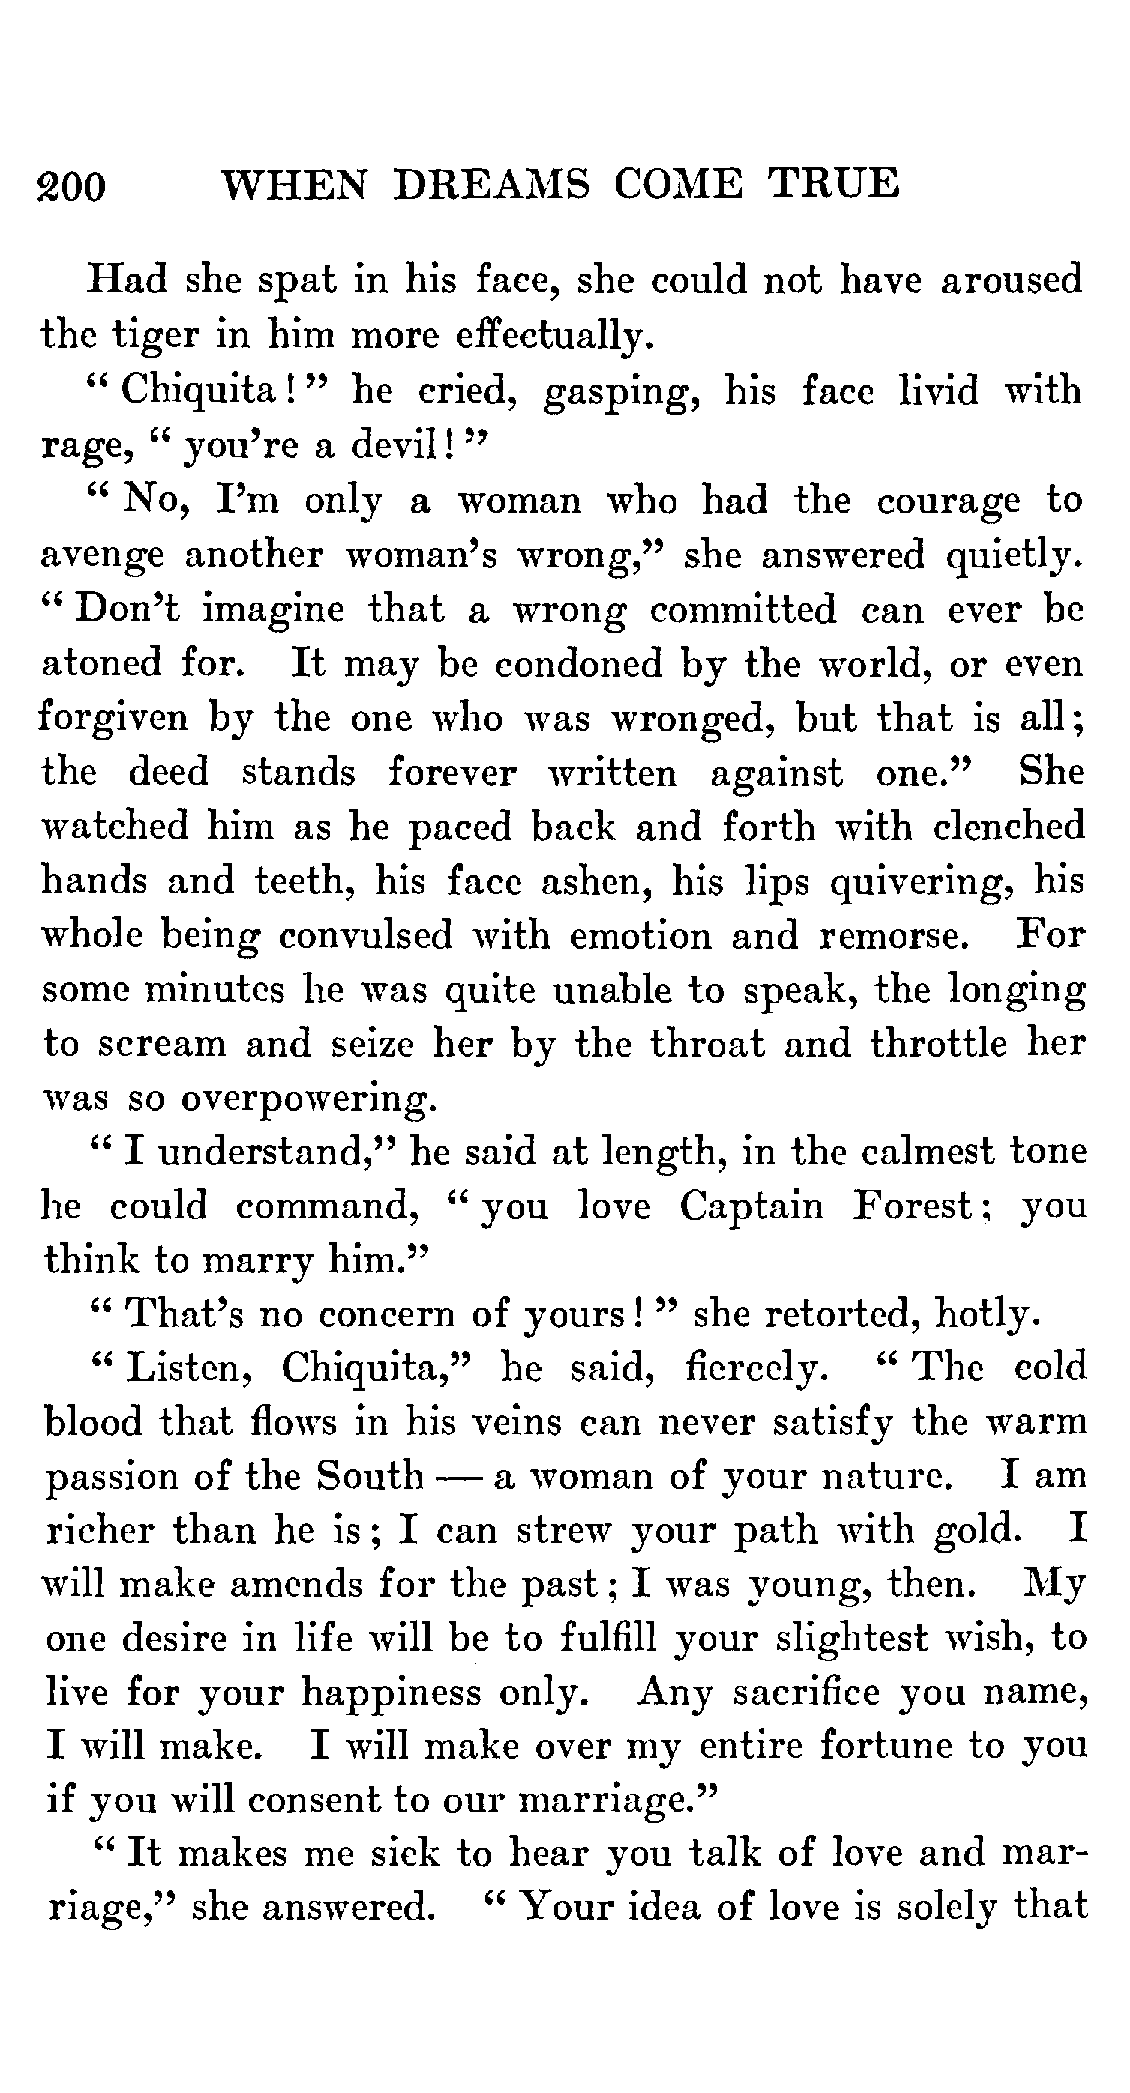 200 WHEN DREAMS COME TRUE
Had she spat in his face, she could not have aroused
the tiger in him more effectually.
“ Chiquita ! ” he cried, gasping, his face livid with
rage, “ you’re a devil ! ”
“ No, I’m only a woman who had the courage to
avenge another woman’s wrong,” she answered quietly.
“ Don’t imagine that a wrong committed can ever be
atoned for. It may be condoned by the world, or even
forgiven by the one who was wronged, but that is all ;
the deed stands forever written against one.” She
watched him as he paced back and forth with clenched
hands and teeth, his face ashen, his lips quivering, his
whole being convulsed with emotion and remorse. For
some minutes he was quite unable to speak, the longing
to scream and seize her by the throat and throttle her
was so overpowering.
“ I understand,” he said at length, in the calmest tone
he could command, “ you love Captain Forest ; you
think to marry him.”
“ That’s no concern of yours ! ” she retorted, hotly.
“ Listen, Chiquita,” he said, fiercely. “ The cold
blood that flows in his veins can never satisfy the warm
passion of the South — a woman of your nature. I am
richer than he is ; I can strew your path with gold. I
will make amends for the past ; I was young, then. My
one desire in life will be to fulfill your slightest wish, to
live for your happiness only. Any sacrifice you name,
I will make. I will make over my entire fortune to you
if you will consent to our marriage.”
“ It makes me sick to hear you talk of love and mar-
riage,” she answered. “ Your idea of love is solely that